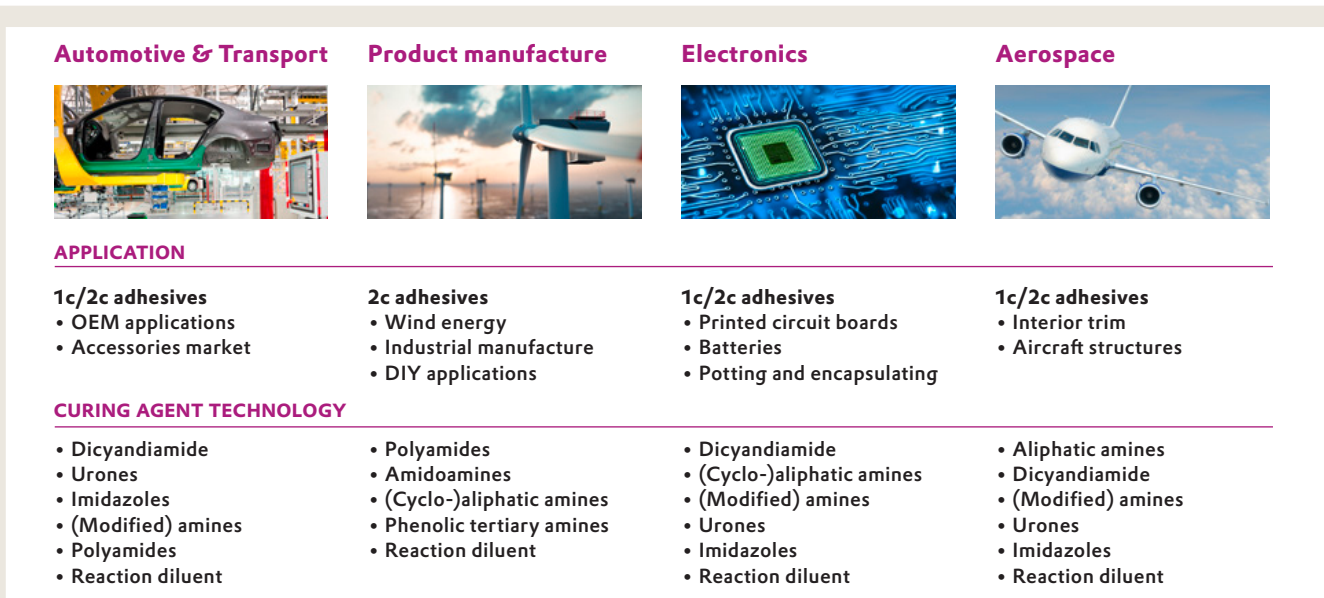 Automotive & Transport
Product manufacture
Electronics
Aerospace
APPLICATION
1c/2c adhesives
• OEM applications
• Accessories market
2c adhesives
• Wind energy
• Industrial manufacture
• DIY applications
1c/2c adhesives
• Printed circuit boards
• Batteries
• Potting and encapsulating
1c/2c adhesives
• Interior trim
• Aircraft structures
CURING AGENT TECHNOLOGY
• Dicyandiamide
• Urones
• Imidazoles
• (Modified) amines
• Polyamides
• Reaction diluent
• Polyamides
• Amidoamines
• (Cyclo-)aliphatic amines
• Phenolic tertiary amines
• Reaction diluent
• Dicyandiamide
• (Cyclo-)aliphatic amines
• (Modified) amines
• Urones
• Imidazoles
• Reaction diluent
• Aliphatic amines
• Dicyandiamide
• (Modified) amines
• Urones
• Imidazoles
• Reaction diluent